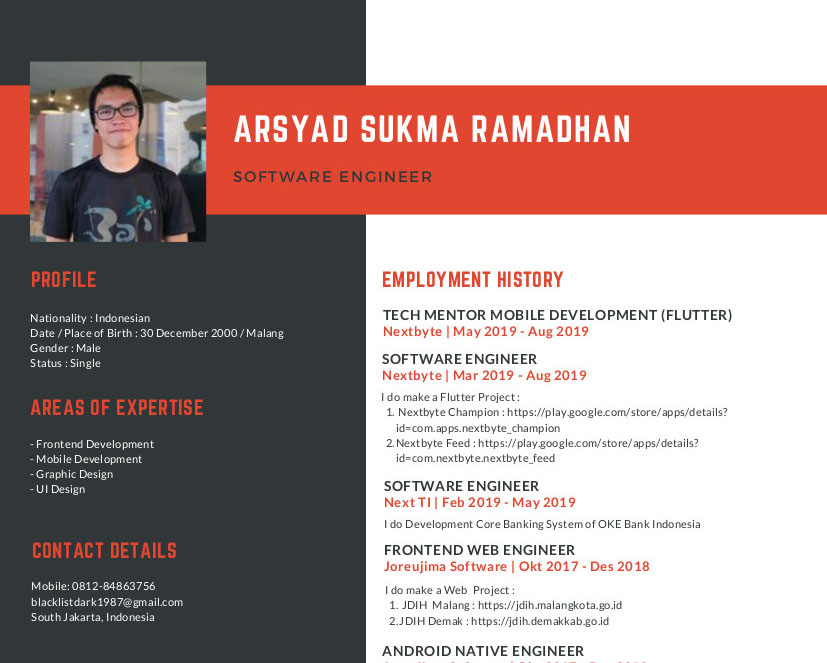 ARSYAD SUKMA RAMADHAN
SOFTWARE ENGINEER
PROFILE
Nationality : Indonesian
Date / Place of Birth : 30 December 2000 / Malang
Gender : Male
Status : Single
AREAS OF EXPERTISE
- Frontend Development
- Mobile Development
- Graphic Design
- UI Design
CONTACT DETAILS
Mobile: 0812-84863756
blacklistdark1987@gmail.com
South Jakarta, Indonesia
EMPLOYMENT HISTORY
TECH MENTOR MOBILE DEVELOPMENT (FLUTTER)
Nextbyte | May 2019 - Aug 2019
SOFTWARE ENGINEER
Nextbyte | Mar 2019 - Aug 2019
I do make a Flutter Project :
1. Nextbyte Champion : https://play.google.com/store/apps/details?
id=com.apps.nextbyte_champion
2.Nextbyte Feed : https://play.google.com/store/apps/details?
id=com.nextbyte.nextbyte_feed
SOFTWARE ENGINEER
Next TI | Feb 2019 - May 2019
I do Development Core Banking System of OKE Bank Indonesia
FRONTEND WEB ENGINEER
Joreujima Software | Okt 2017 - Des 2018
I do make a Web Project :
1. JDIH Malang : https://jdih.malangkota.go.id
2.JDIH Demak : https://jdih.demakkab.go.id
ANDROID NATIVE ENGINEER